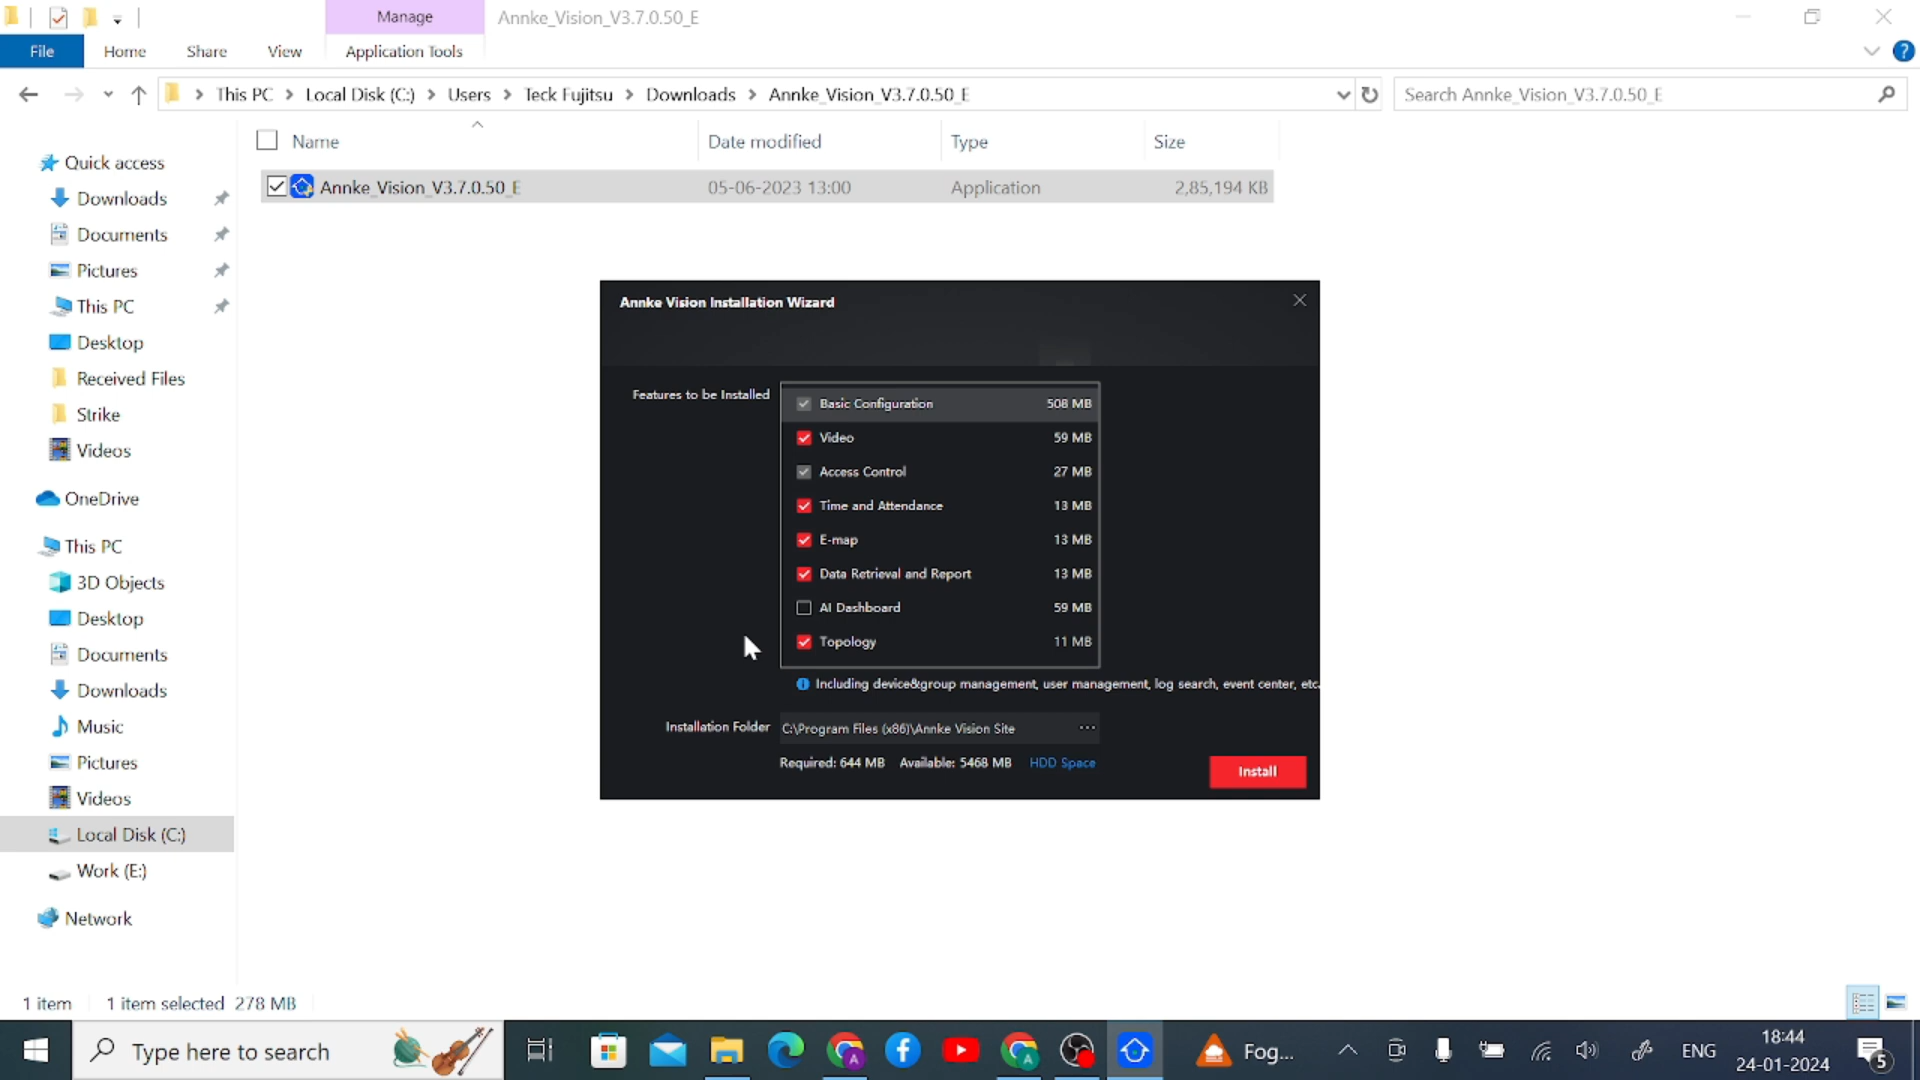 Manage
Annke_Vision_V3.7.0.50_E
File
Home
Share
View
Application Tools
This PC
Local Disk (C:)
Users
Teck Fujitsu
Downloads
Annke_Vision_V3.7.0.50_E
Search Annke_Vision_V3.7.0.50_E
Name
Date modified
Type
Size
Annke_Vision_V3.7.0.50_E
05-06-2023 13:00
Application
2,85,194 KB
Quick access
Downloads
Documents
Pictures
This PC
Desktop
Received Files
Strike
Videos
OneDrive
This PC
3D Objects
Desktop
Documents
Downloads
Music
Pictures
Videos
Local Disk (C:)
Work (E:)
Network
Annke Vision Installation Wizard
Features to be Installed
Basic Configuration 508 MB
Video 59 MB
Access Control 27 MB
Time and Attendance 13 MB
E-map 13 MB
Data Retrieval and Report 13 MB
AI Dashboard 59 MB
Topology 11 MB
Including device&group management, user management, log search, event center, etc.
Installation Folder
C:\Program Files (x86)\Annke Vision Site ...
Required: 644 MB Available: 5468 MB HDD Space
Install
1 item
1 item selected 278 MB
Type here to search
Fog...
ENG
18:44
24-01-2024
5